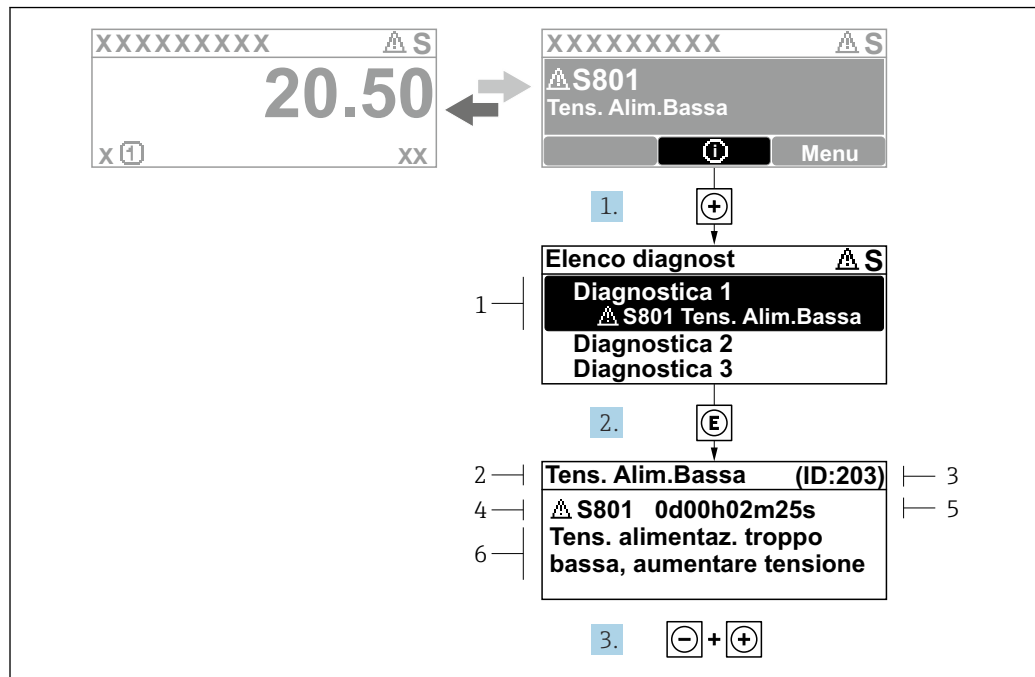 XXXXXXXXX ⚠ S
20.50
X ① XX
XXXXXXXXX ⚠ S
⚠ S801
Tens. Alim.Bassa
ⓘ Menu
1. +
Elenco diagnost ⚠ S
1
Diagnostica 1
⚠ S801 Tens. Alim.Bassa
Diagnostica 2
Diagnostica 3
2. E
2 Tens. Alim.Bassa (ID:203) 3
4 ⚠ S801 0d00h02m25s 5
6
Tens. alimentaz. troppo
bassa, aumentare tensione
3. - + +